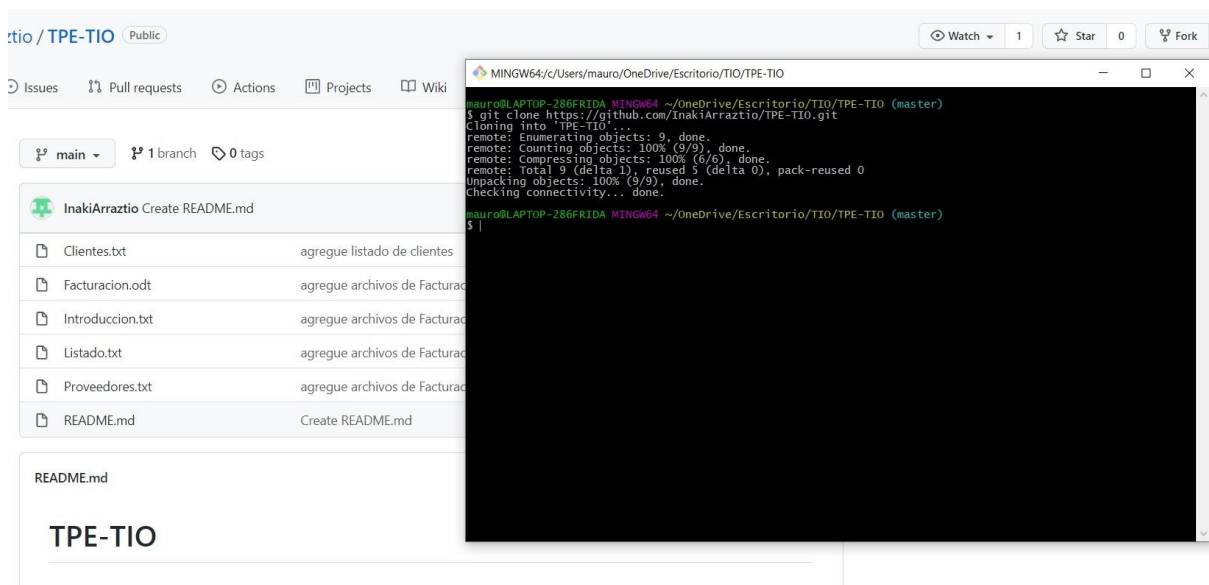 ztio / TPE-TIO Public
Watch 1 Star 0 Fork
Issues Pull requests Actions Projects Wiki
main 1 branch 0 tags
InakiArraztio Create README.md
Clientes.txt agregue listado de clientes
Facturacion.odt agregue archivos de Facturac
Introduccion.txt agregue archivos de Facturac
Listado.txt agregue archivos de Facturac
Proveedores.txt agregue archivos de Facturac
README.md Create README.md
README.md
TPE-TIO
MINGW64:/c/Users/mauro/OneDrive/Escritorio/TIO/TPE-TIO
mauro@LAPTOP-286FRIDA MINGW64 ~/OneDrive/Escritorio/TIO/TPE-TIO (master)
$ git clone https://github.com/InakiArraztio/TPE-TIO.git
Cloning into 'TPE-TIO'...
remote: Enumerating objects: 9, done.
remote: Counting objects: 100% (9/9), done.
remote: Compressing objects: 100% (6/6), done.
remote: Total 9 (delta 1), reused 5 (delta 0), pack-reused 0
Unpacking objects: 100% (9/9), done.
Checking connectivity... done.
mauro@LAPTOP-286FRIDA MINGW64 ~/OneDrive/Escritorio/TIO/TPE-TIO (master)
$